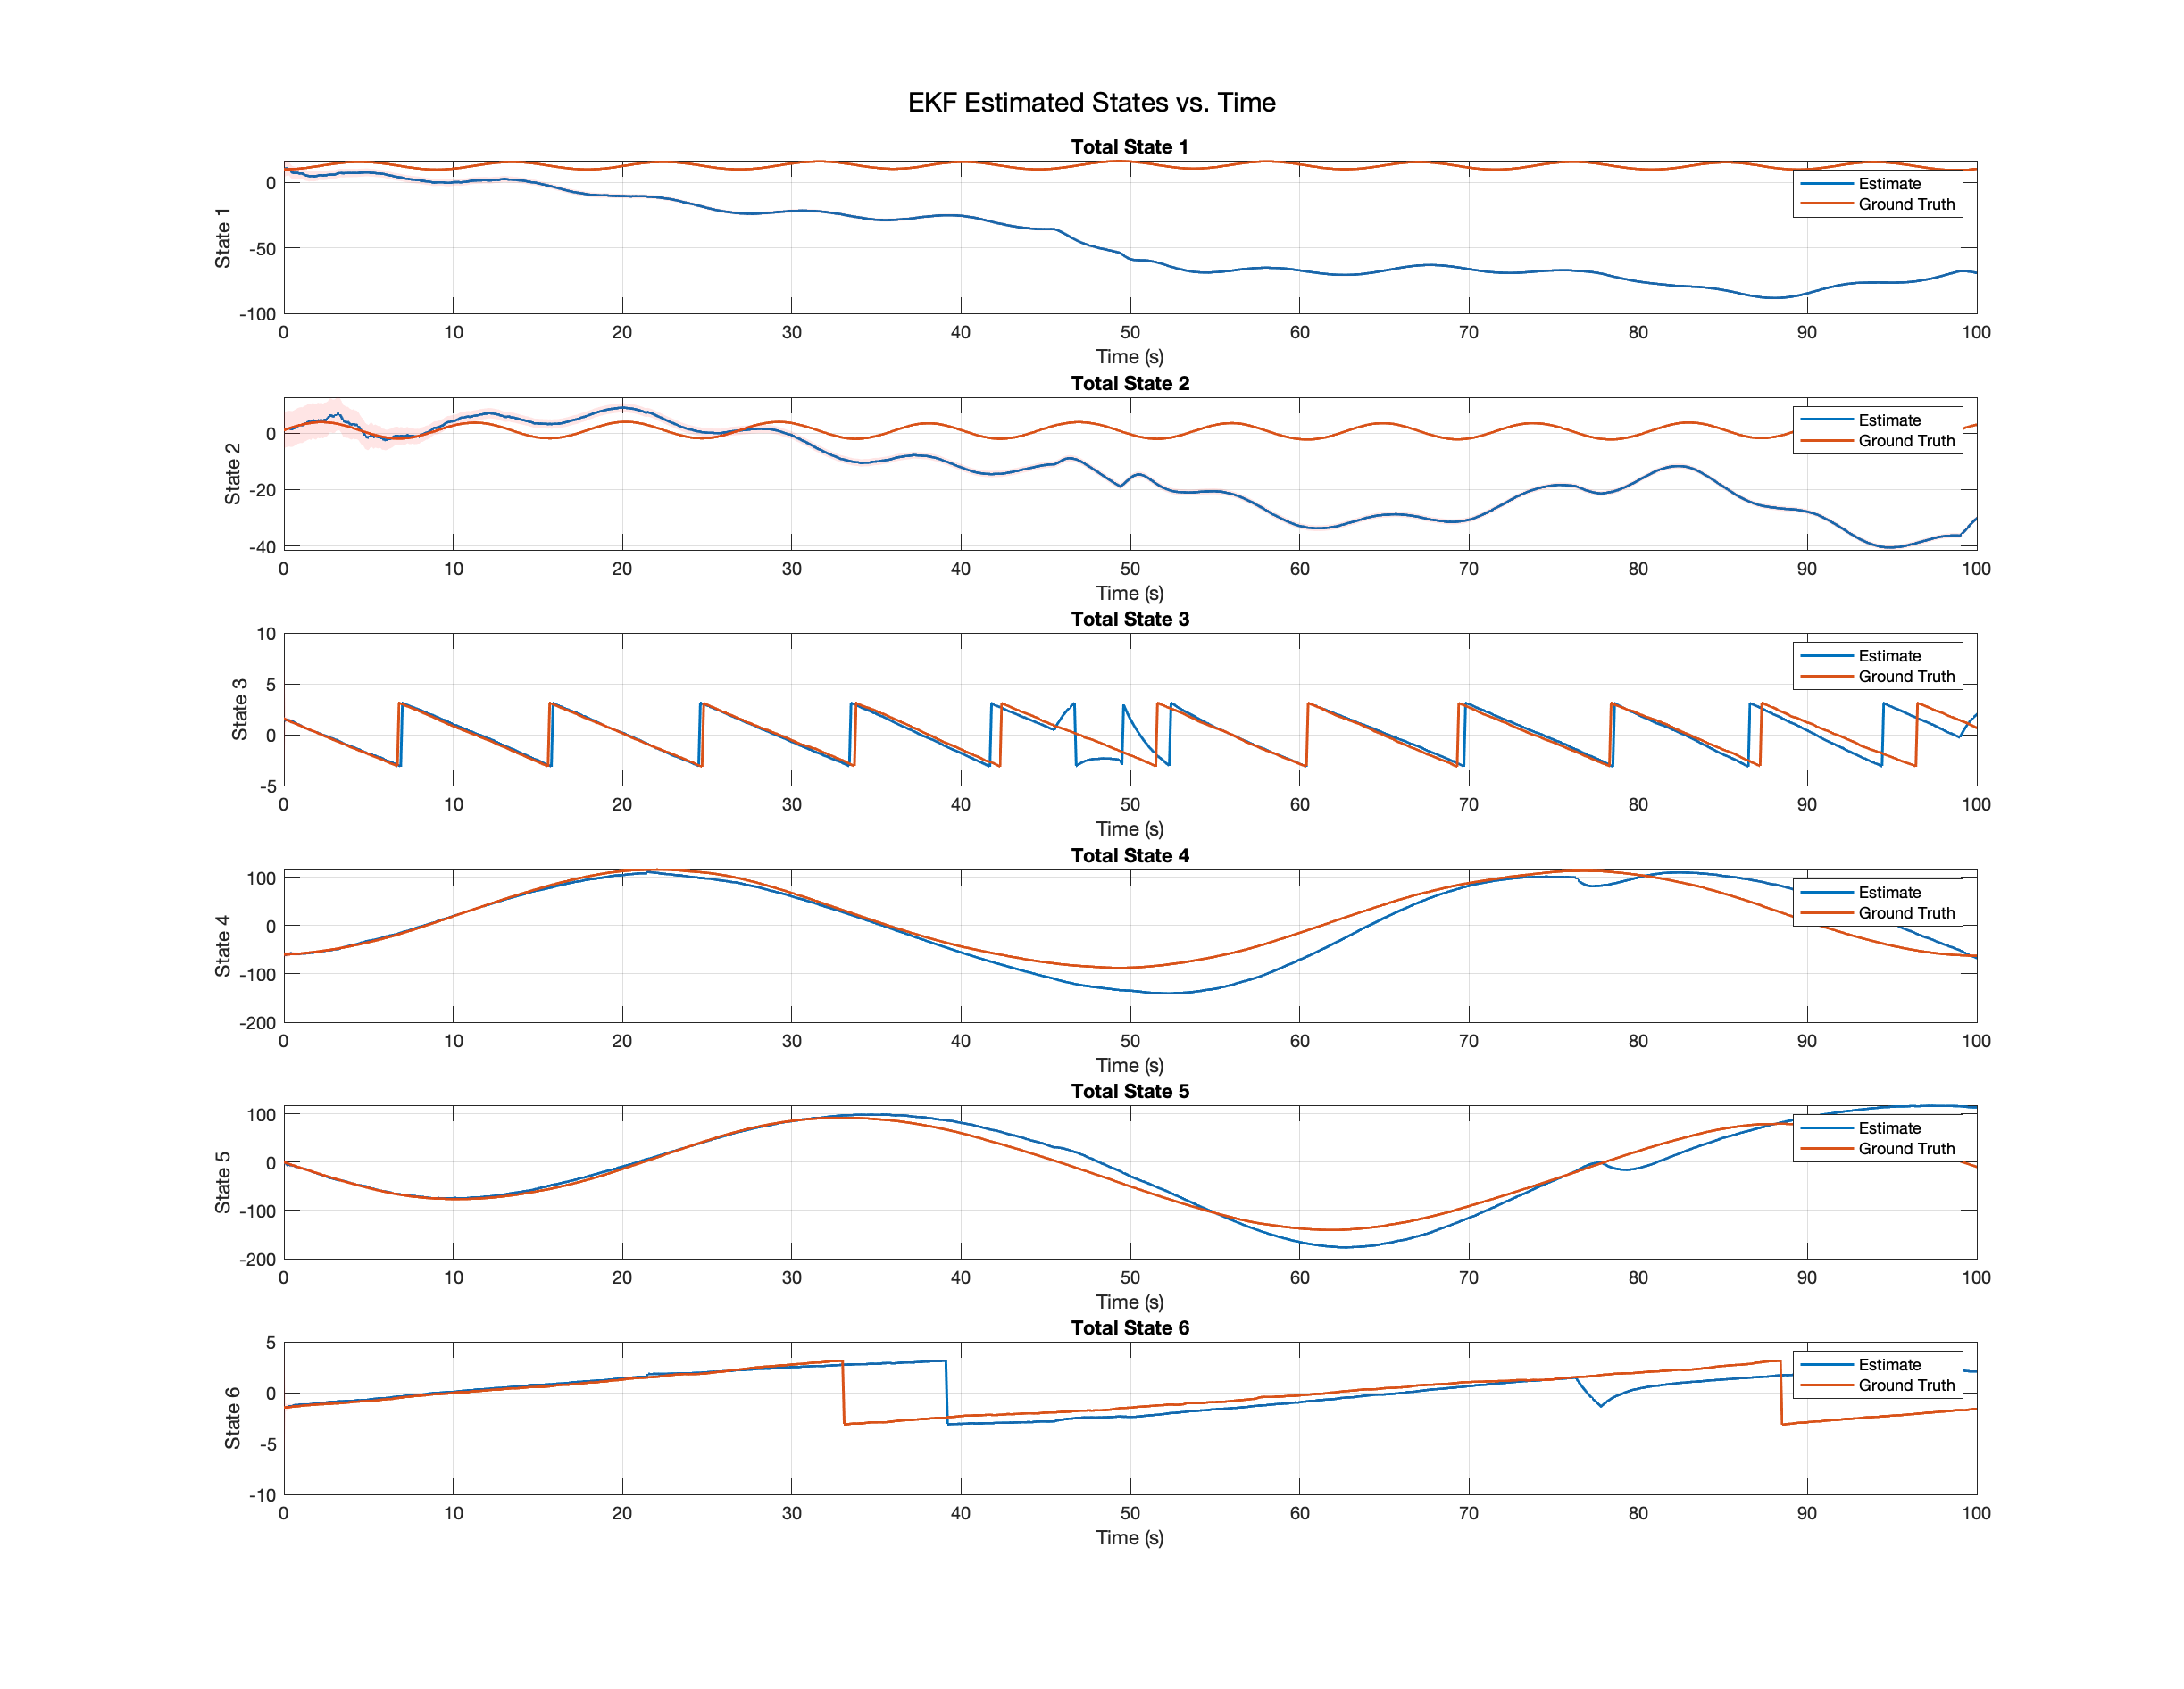 EKF Estimated States vs. Time
Total State 1
State 1
0
-50
-100
Estimate
Ground Truth
0 10 20 30 40 50 60 70 80 90 100
Time (s)
Total State 2
State 2
0
-20
-40
Estimate
Ground Truth
0 10 20 30 40 50 60 70 80 90 100
Time (s)
Total State 3
State 3
10
5
0
-5
Estimate
Ground Truth
0 10 20 30 40 50 60 70 80 90 100
Time (s)
Total State 4
State 4
100
0
-100
-200
Estimate
Ground Truth
0 10 20 30 40 50 60 70 80 90 100
Time (s)
Total State 5
State 5
100
0
-100
-200
Estimate
Ground Truth
0 10 20 30 40 50 60 70 80 90 100
Time (s)
Total State 6
State 6
5
0
-5
-10
Estimate
Ground Truth
0 10 20 30 40 50 60 70 80 90 100
Time (s)